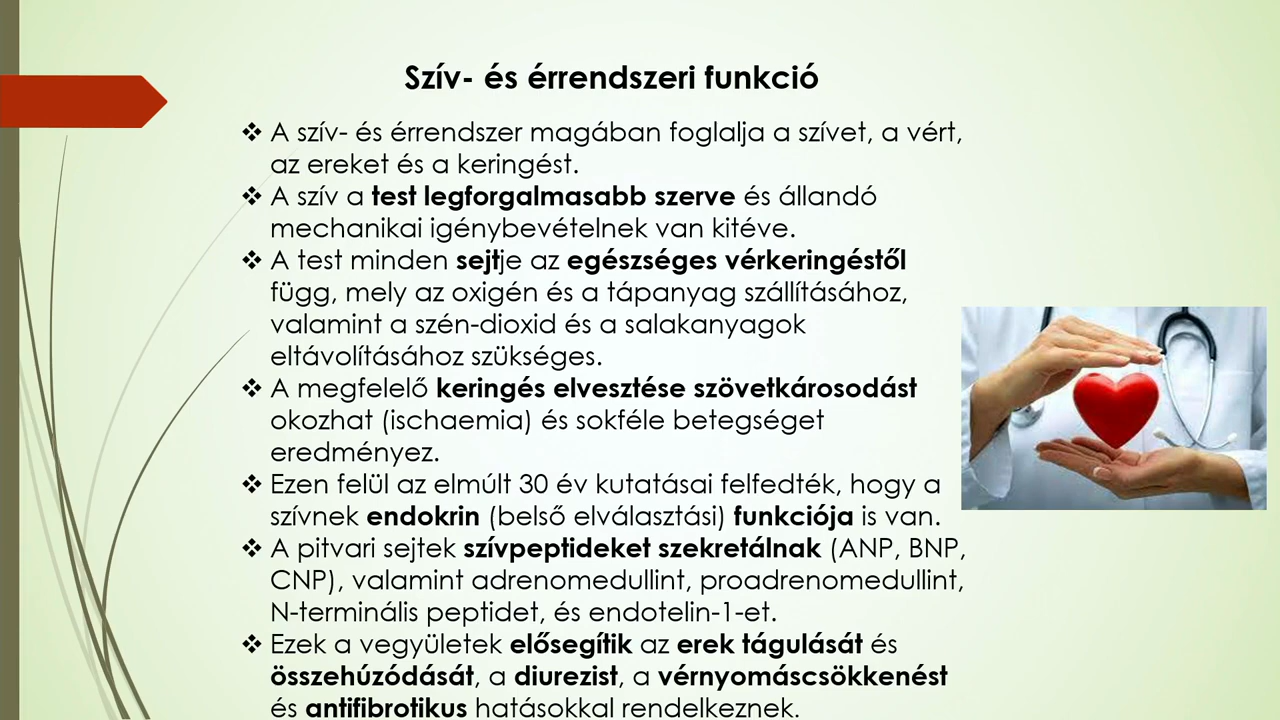 Szív- és érrendszeri funkció
❖ A szív- és érrendszer magában foglalja a szívet, a vért,
az ereket és a keringést.
❖ A szív a test legforgalmasabb szerve és állandó
mechanikai igénybevételnek van kitéve.
❖ A test minden sejtje az egészséges vérkeringéstől
függ, mely az oxigén és a tápanyag szállításához,
valamint a szén-dioxid és a salakanyagok
eltávolításához szükséges.
❖ A megfelelő keringés elvesztése szövetkárosodást
okozhat (ischaemia) és sokféle betegséget
eredményez.
❖ Ezen felül az elmúlt 30 év kutatásai felfedték, hogy a
szívnek endokrin (belső elválasztási) funkciója is van.
❖ A pitvari sejtek szívpeptideket szekretálnak (ANP, BNP,
CNP), valamint adrenomedullint, proadrenomedullint,
N-terminális peptidet, és endotelin-1-et.
❖ Ezek a vegyületek elősegítik az erek tágulását és
összehúzódását, a diurezist, a vérnyomáscsökkenést
és antifibrotikus hatásokkal rendelkeznek.